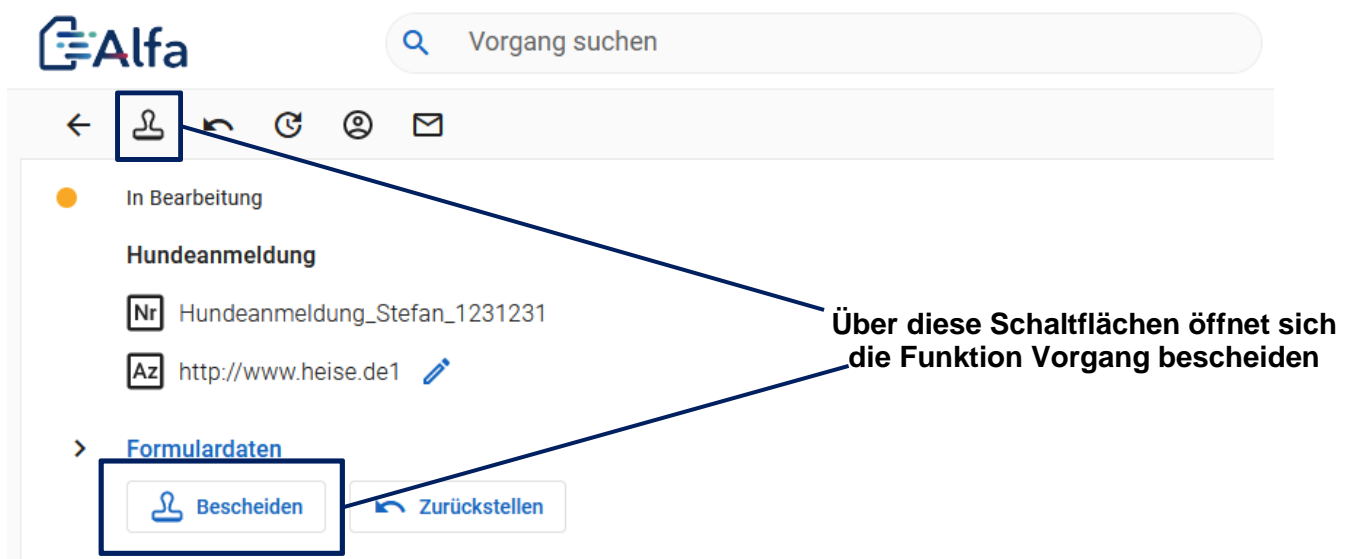 Alfa
Vorgang suchen
In Bearbeitung
Hundeanmeldung
Nr Hundeanmeldung_Stefan_1231231
Az http://www.heise.de1
Über diese Schaltflächen öffnet sich
die Funktion Vorgang bescheiden
Formulardaten
Bescheiden Zurückstellen